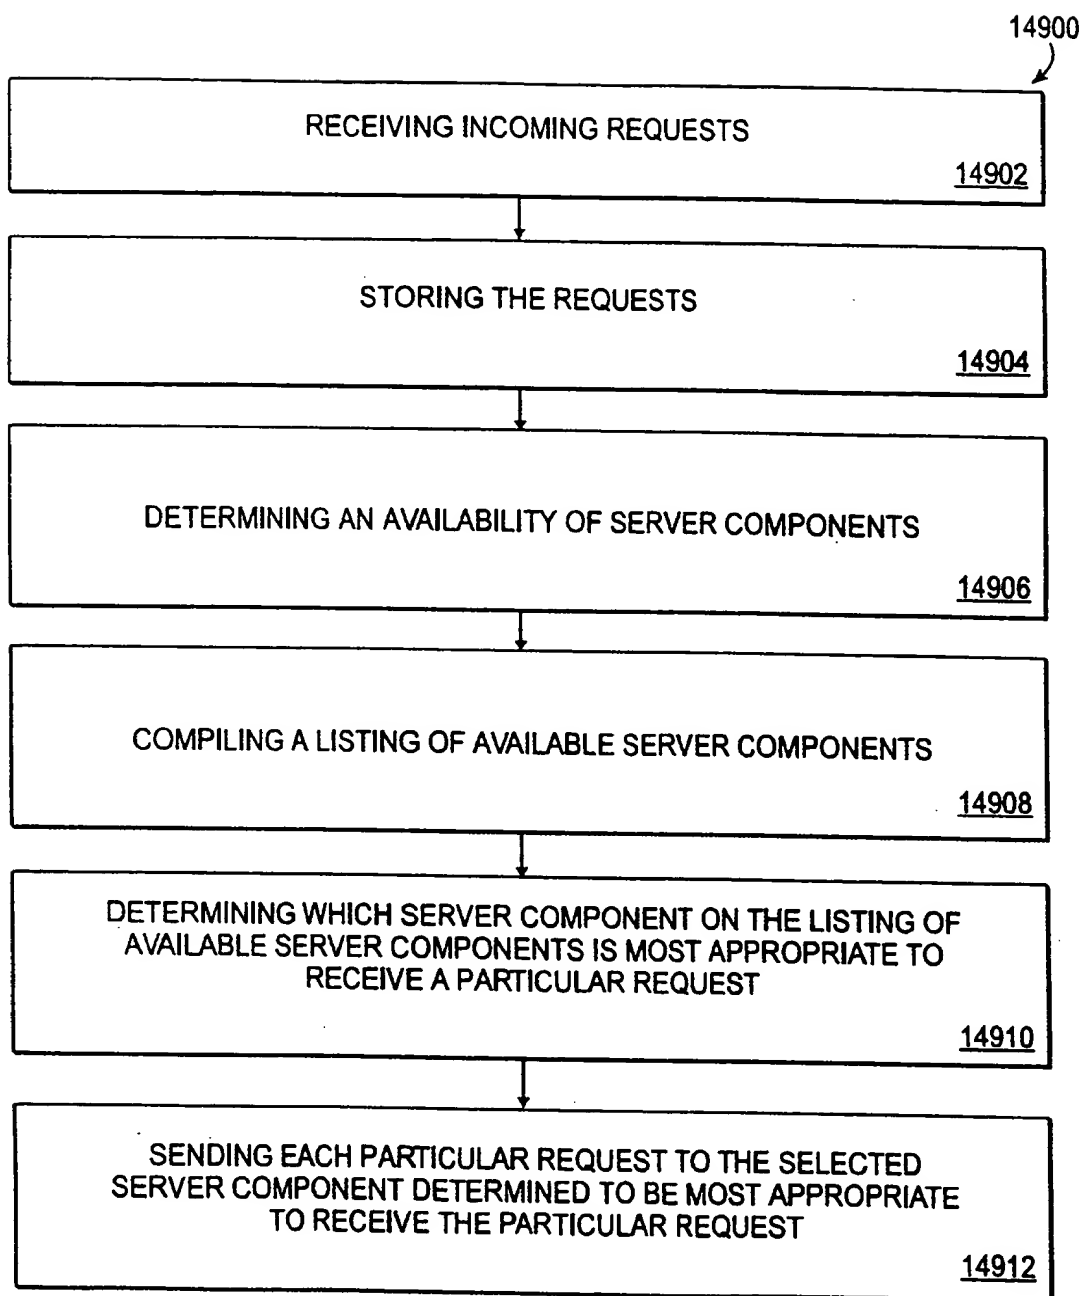 14900
RECEIVING INCOMING REQUESTS
14902
STORING THE REQUESTS
14904
DETERMINING AN AVAILABILITY OF SERVER COMPONENTS
14906
COMPILING A LISTING OF AVAILABLE SERVER COMPONENTS
14908
DETERMINING WHICH SERVER COMPONENT ON THE LISTING OF
AVAILABLE SERVER COMPONENTS IS MOST APPROPRIATE TO
RECEIVE A PARTICULAR REQUEST
14910
SENDING EACH PARTICULAR REQUEST TO THE SELECTED
SERVER COMPONENT DETERMINED TO BE MOST APPROPRIATE
TO RECEIVE THE PARTICULAR REQUEST
14912